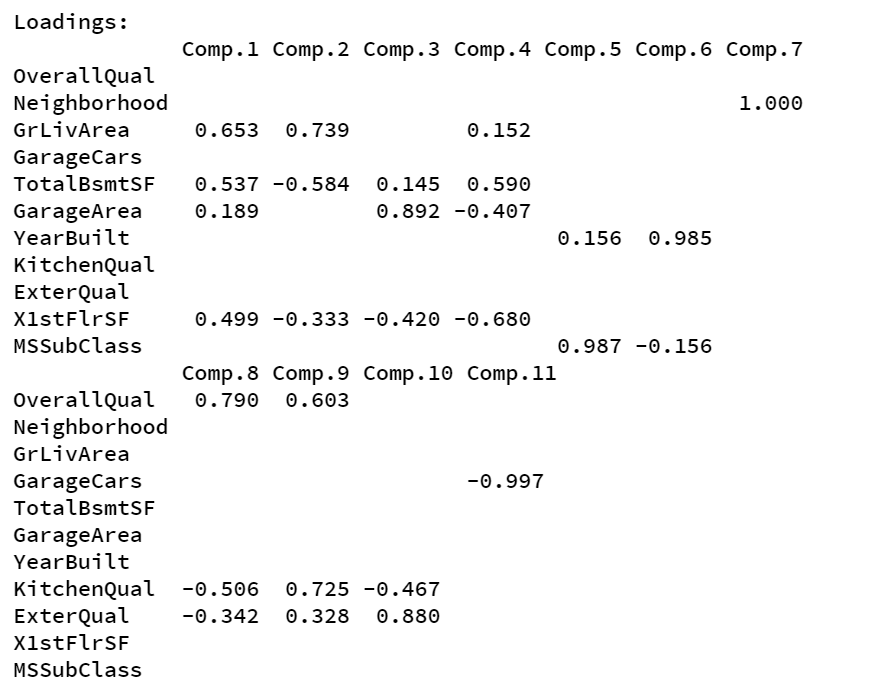 Loadings:
             Comp.1 Comp.2 Comp.3 Comp.4 Comp.5 Comp.6 Comp.7
OverallQual
Neighborhood                                            1.000
GrLivArea     0.653  0.739         0.152
GarageCars
TotalBsmtSF   0.537 -0.584  0.145  0.590
GarageArea    0.189         0.892 -0.407
YearBuilt                                 0.156  0.985
KitchenQual
ExterQual
X1stFlrSF     0.499 -0.333 -0.420 -0.680
MSSubClass                                0.987 -0.156
             Comp.8 Comp.9 Comp.10 Comp.11
OverallQual   0.790  0.603
Neighborhood
GrLivArea
GarageCars                         -0.997
TotalBsmtSF
GarageArea
YearBuilt
KitchenQual  -0.506  0.725 -0.467
ExterQual    -0.342  0.328  0.880
X1stFlrSF
MSSubClass